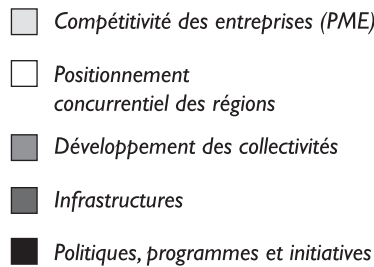 Compétitivité des entreprises (PME)
Positionnement
concurrentiel des régions
Développement des collectivités
Infrastructures
Politiques, programmes et initiatives